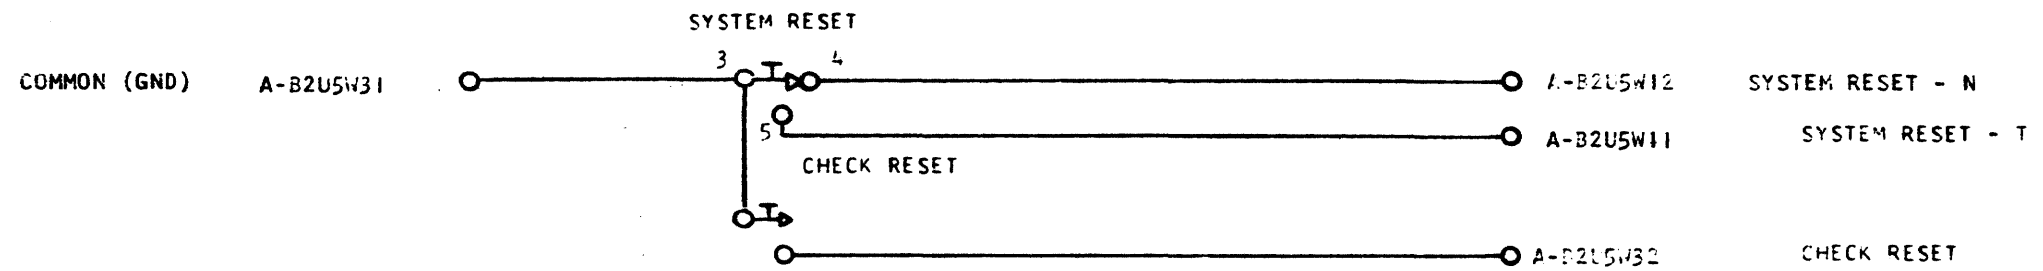 SYSTEM RESET
3 4
COMMON (GND) A-B2U5W31 A-B2U5W12 SYSTEM RESET - N
5 A-B2U5W11 SYSTEM RESET - T
CHECK RESET
A-B2U5W32 CHECK RESET